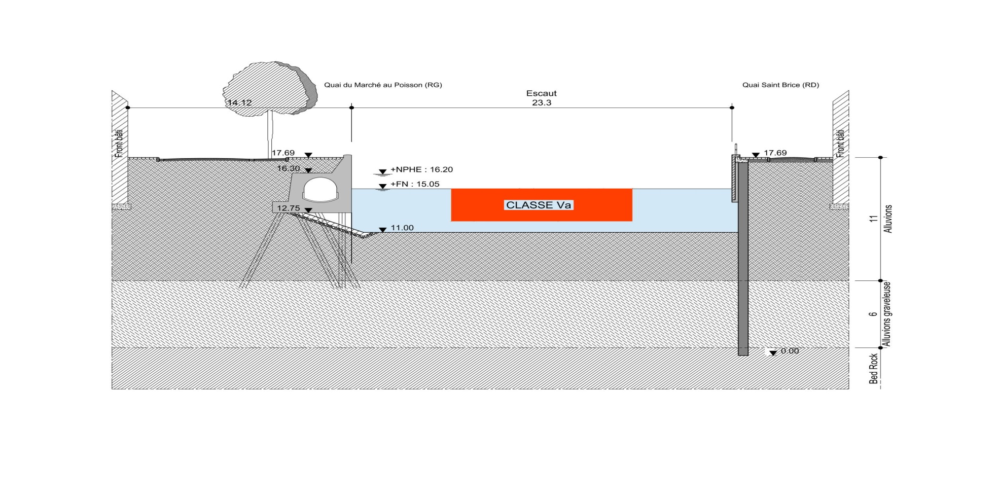 Quai du Marché au Poisson (RG)
Quai Saint Brice (RD)
Escaut
14.12
23.3
Front bâti
Front bâti
17.69
17.69
16.30
+NPHE : 16.20
+FN : 15.05
CLASSE Va
12.75
11.00
11
Alluvions
6
Alluvions graveleuse
0.00
Bed Rock